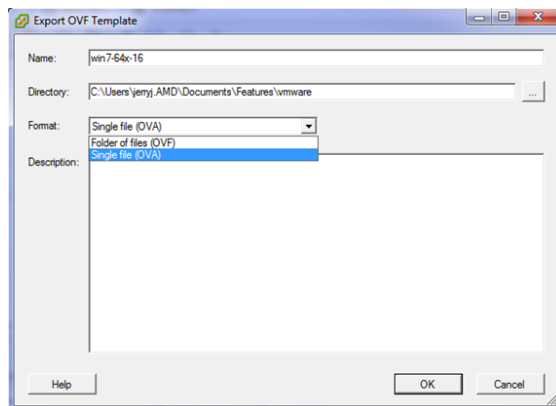 Export OVF Template
Name: win7-64x-16
Directory: C:\Users\jerryj.AMD\Documents\Features\vmware ...
Format: Single file (OVA)
Folder of files (OVF)
Single file (OVA)
Description:
Help OK Cancel